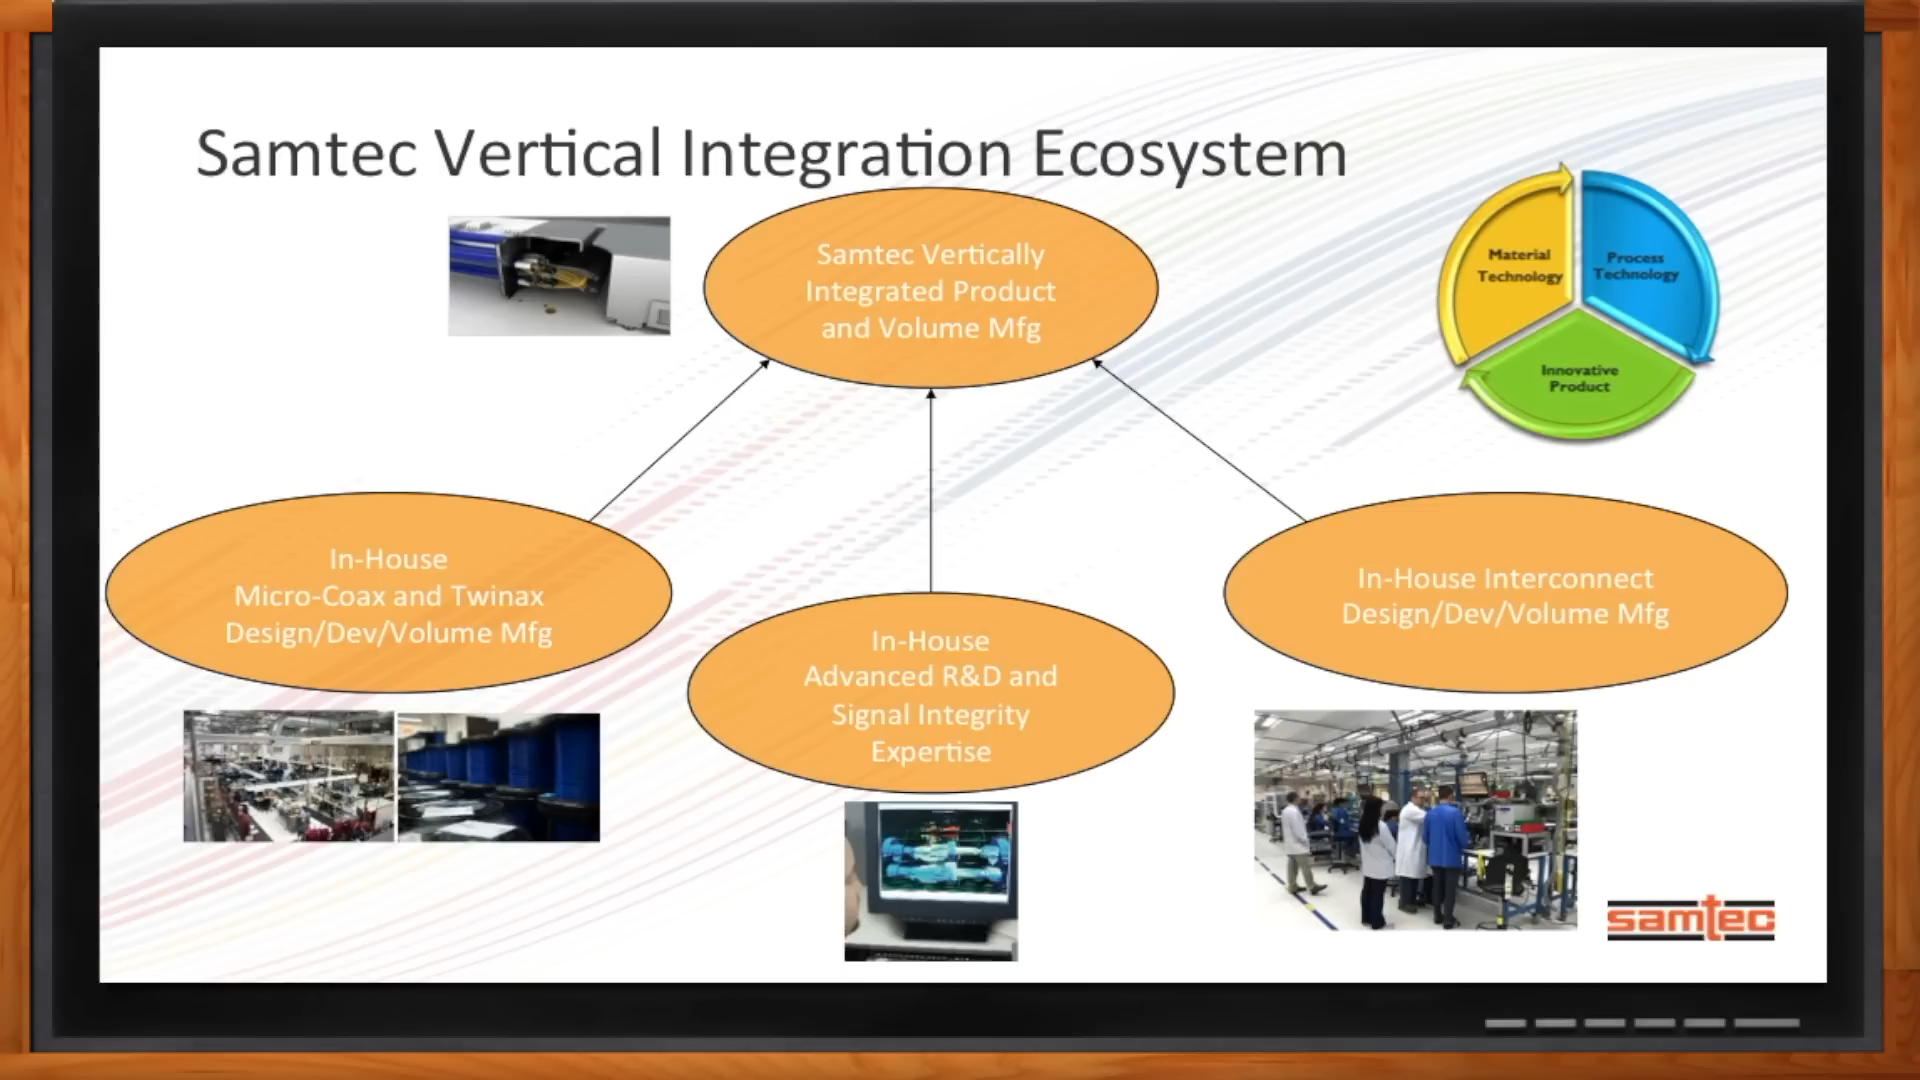 Samtec Vertical Integration Ecosystem
Samtec Vertically
Integrated Product
and Volume Mfg
Material
Technology
Process
Technology
Innovative
Product
In-House
Micro-Coax and Twinax
Design/Dev/Volume Mfg
In-House
Advanced R&D and
Signal Integrity
Expertise
In-House Interconnect
Design/Dev/Volume Mfg
samtec